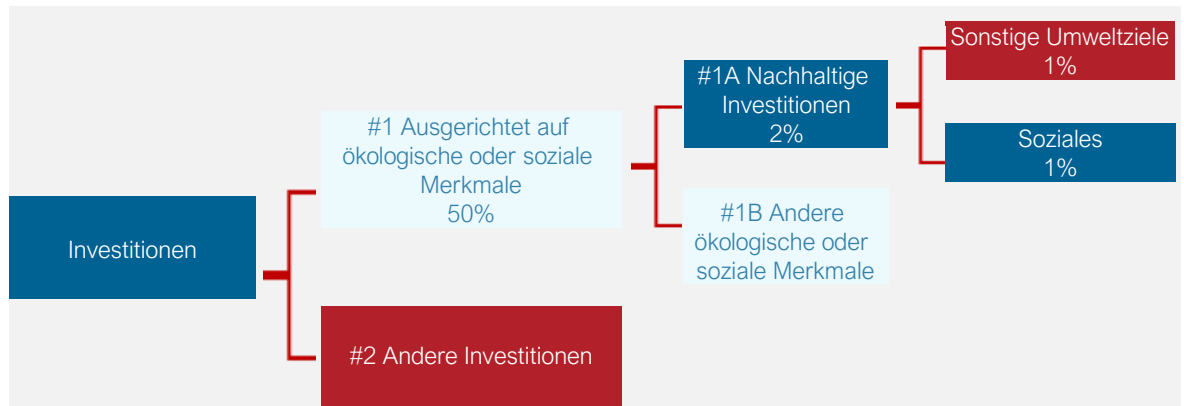 Investitionen
#1 Ausgerichtet auf
ökologische oder soziale
Merkmale
50%
#2 Andere Investitionen
#1A Nachhaltige
Investitionen
2%
#1B Andere
ökologische oder
soziale Merkmale
Sonstige Umweltziele
1%
Soziales
1%